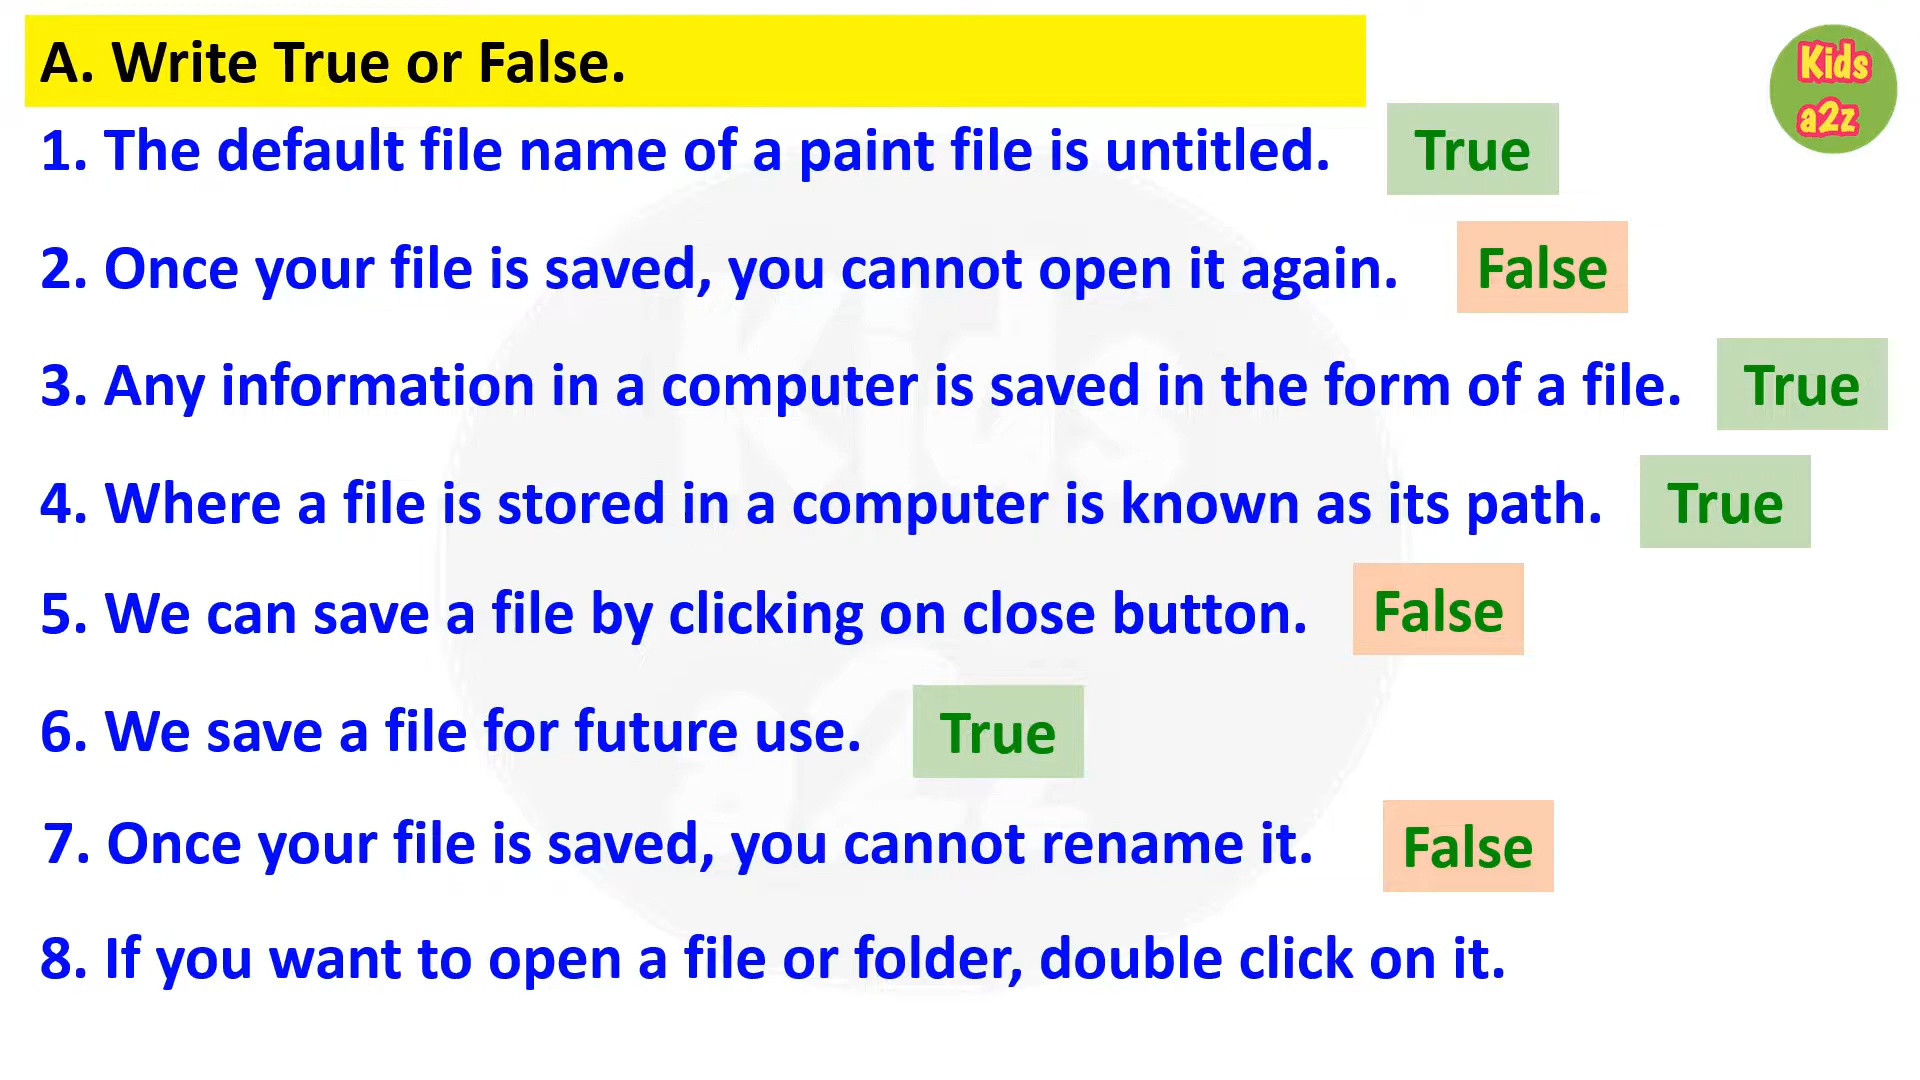 A. Write True or False.
Kids
a2z
1. The default file name of a paint file is untitled. True
2. Once your file is saved, you cannot open it again. False
3. Any information in a computer is saved in the form of a file. True
4. Where a file is stored in a computer is known as its path. True
5. We can save a file by clicking on close button. False
6. We save a file for future use. True
7. Once your file is saved, you cannot rename it. False
8. If you want to open a file or folder, double click on it.
Kids
a2z